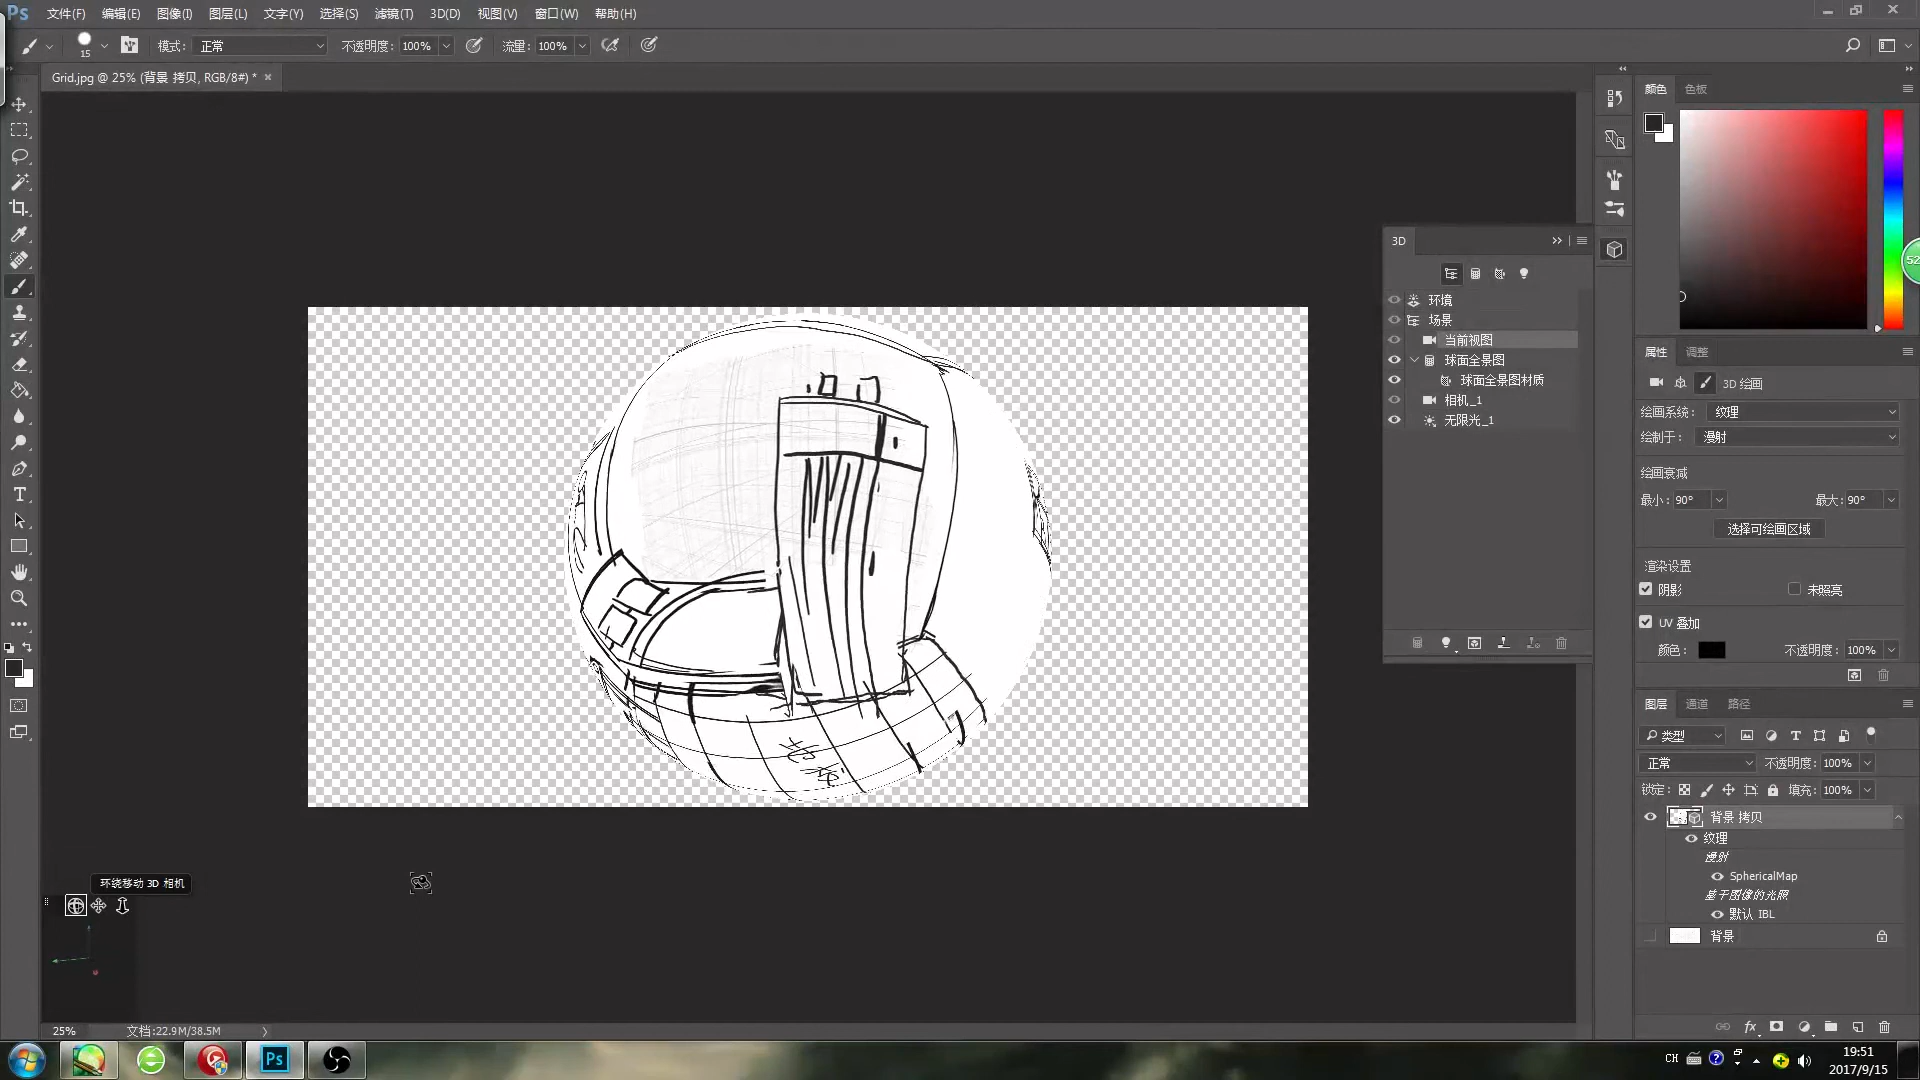 Ps 文件(F) 编辑(E) 图像(I) 图层(L) 文字(Y) 选择(S) 滤镜(T) 3D(D) 视图(V) 窗口(W) 帮助(H)
15 模式: 正常 不透明度: 100% 流量: 100%
Grid.jpg @ 25% (背景 拷贝, RGB/8#) *
颜色 色板
52
3D
环境
场景
当前视图
球面全景图
球面全景图材质
相机_1
无限光_1
属性 调整
3D 绘画
绘画系统: 纹理
绘制于: 漫射
绘画衰减
最小: 90° 最大: 90°
选择可绘画区域
渲染设置
阴影 未照亮
UV 叠加
颜色: 不透明度: 100%
图层 通道 路径
类型
正常 不透明度: 100%
锁定: 填充: 100%
背景 拷贝
纹理
漫射
SphericalMap
基于图像的光照
默认 IBL
背景
环绕移动 3D 相机
25% 文档:22.9M/38.5M
Ps
CH
19:51
2017/9/15